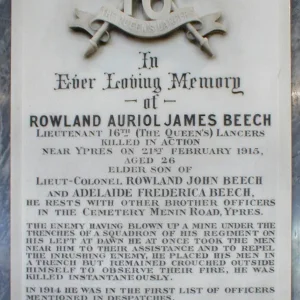 16
In
Ever Loving Memory
of
ROWLAND AURIOL JAMES BEECH
LIEUTENANT 16TH (THE QUEEN'S) LANCERS
KILLED IN ACTION
NEAR YPRES ON 21ST FEBRUARY 1915,
AGED 26
ELDER SON OF
LIEUT-COLONEL ROWLAND JOHN BEECH
AND ADELAIDE FREDERICA BEECH,
HE RESTS WITH OTHER BROTHER OFFICERS
IN THE CEMETERY MENIN ROAD, YPRES.
THE ENEMY HAVING BLOWN UP A MINE UNDER THE
TRENCHES OF A SQUADRON OF HIS REGIMENT ON
HIS LEFT AT DAWN HE AT ONCE TOOK THE MEN
NEAR HIM TO THEIR ASSISTANCE AND TO REPEL
THE INRUSHING ENEMY, HE PLACED HIS MEN IN
A TRENCH BUT REMAINED CROUCHED OUTSIDE
HIMSELF TO OBSERVE THEIR FIRE, HE WAS
KILLED INSTANTANEOUSLY.
IN 1914 HE WAS IN THE FIRST LIST OF OFFICERS
MENTIONED IN DESPATCHES.